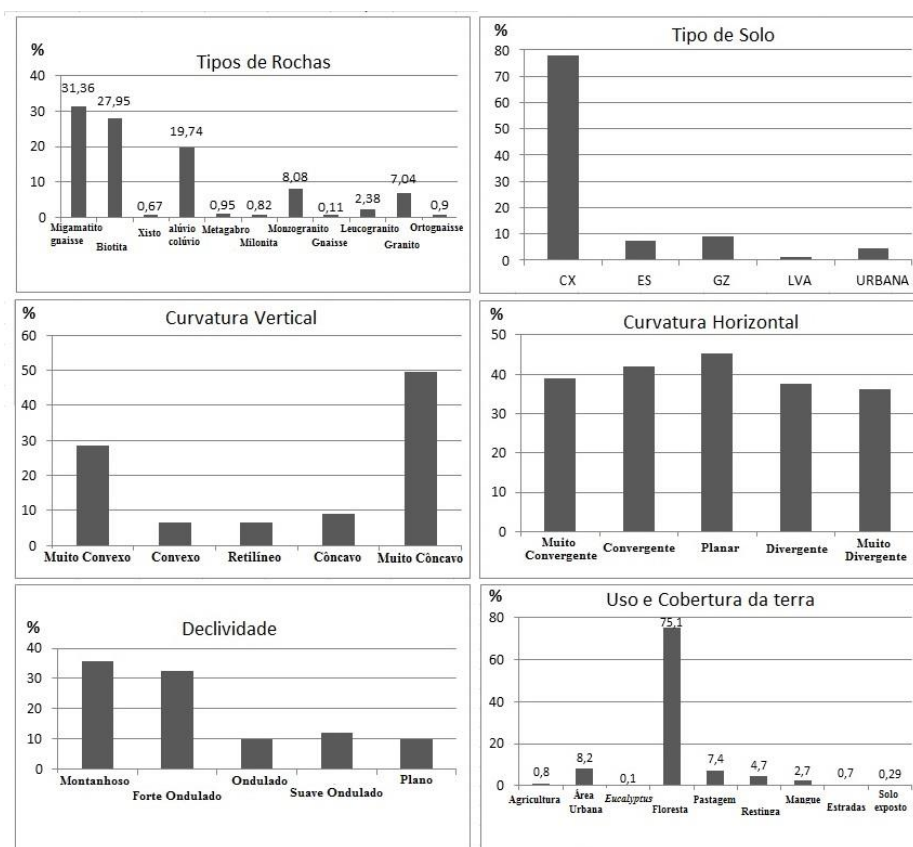 %
Tipos de Rochas
40
30
20
10
0
31,36
27,95
0,67
19,74
0,95
0,82
8,08
0,11
2,38
7,04
0,9
Migamatito
gnaisse
Biotita
Xisto
alúvio
colúvio
Metagabro
Milonita
Monzogranito
Gnaisse
Leucogranito
Granito
Ortognaisse
%
Tipo de Solo
80
70
60
50
40
30
20
10
0
CX ES GZ LVA URBANA
%
Curvatura Vertical
60
50
40
30
20
10
0
Muito Convexo Convexo Retilíneo Côncavo Muito Côncavo
%
Curvatura Horizontal
50
40
30
20
10
0
Muito
Convergente
Convergente
Planar
Divergente
Muito
Divergente
%
Declividade
40
30
20
10
0
Montanhoso
Forte Ondulado
Ondulado
Suave Ondulado
Plano
%
Uso e Cobertura da terra
80
60
40
20
0
0,8
8,2
0,1
75,1
7,4
4,7
2,7
0,7
0,29
Agricultura
Área
Urbana
Eucalyptus
Floresta
Pastagem
Restinga
Mangue
Estradas
Solo
exposto